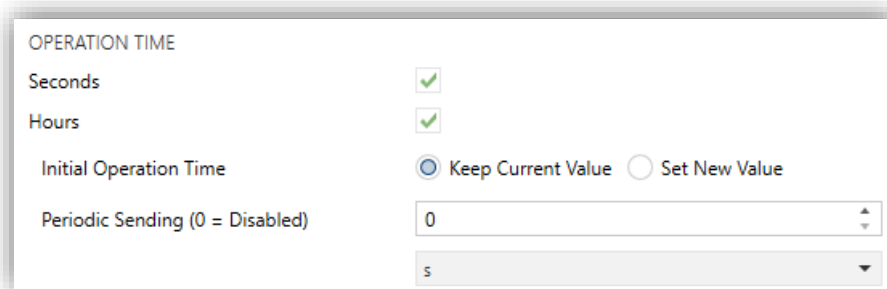 OPERATION TIME
Seconds
Hours
Initial Operation Time Keep Current Value Set New Value
Periodic Sending (0 = Disabled) 0
s